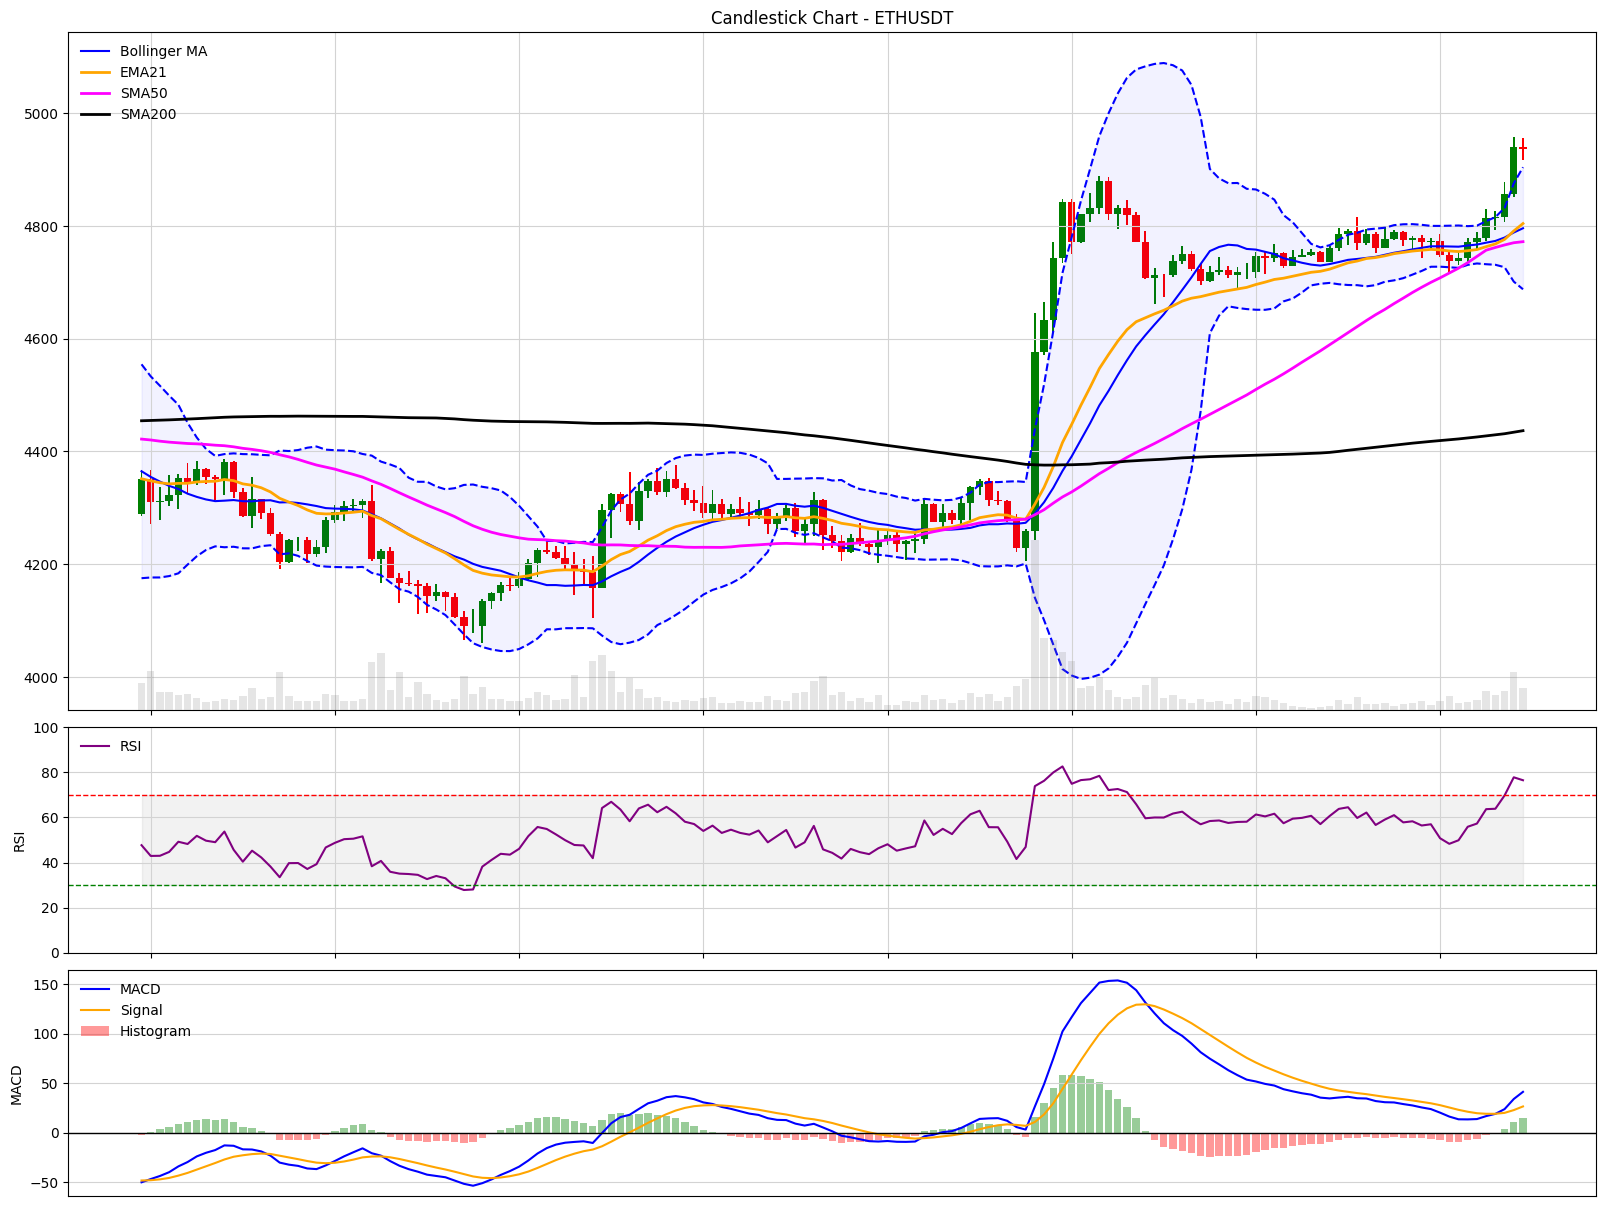 Candlestick Chart - ETHUSDT
Bollinger MA
EMA21
SMA50
SMA200
5000
4800
4600
4400
4200
4000
100
RSI
80
60
RSI
40
20
0
150
MACD
Signal
Histogram
100
50
MACD
0
−50